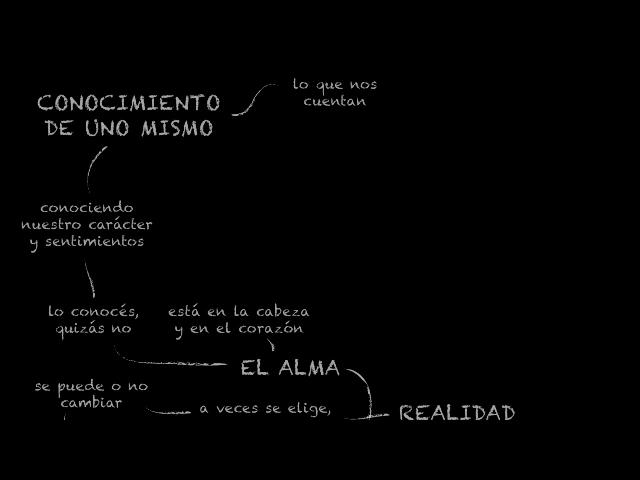 lo que nos
cuentan
CONOCIMIENTO
DE UNO MISMO
conociendo
nuestro carácter
y sentimientos
lo conocés,
quizás no
está en la cabeza
y en el corazón
EL ALMA
se puede o no
cambiar
a veces se elige,
REALIDAD